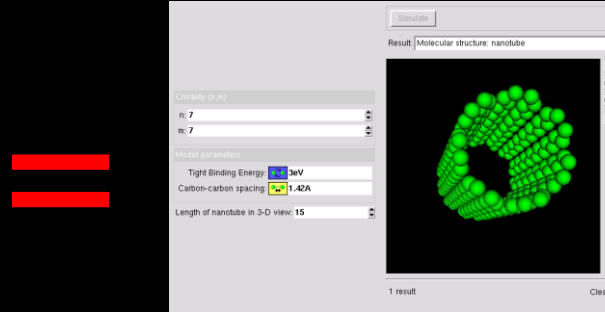 Simulate
Result: Molecular structure: nanotube
Chirality (n,m)
n: 7
m: 7
Model parameters
Tight Binding Energy: 3eV
Carbon-carbon spacing: 1.42A
Length of nanotube in 3-D view: 15
1 result